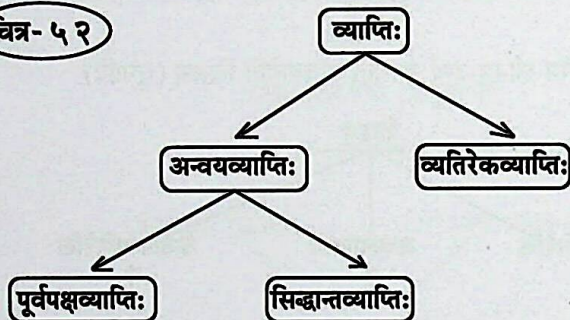 चित्र-५२
व्याप्तिः
अन्वयव्याप्तिः
व्यतिरेकव्याप्तिः
पूर्वपक्षव्याप्तिः
सिद्धान्तव्याप्तिः